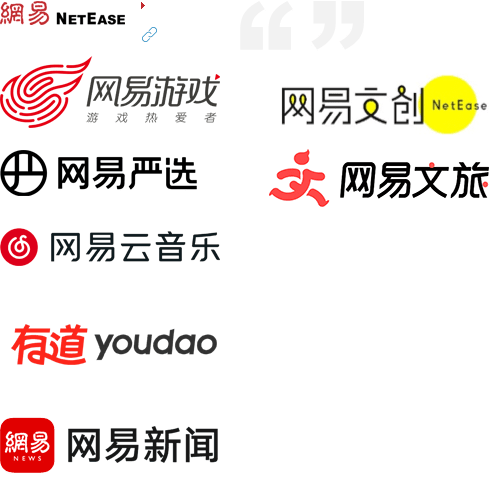 網易 NetEase
网易游戏
游戏热爱者
网易文创 NetEase
网易严选
网易文旅
网易云音乐
有道 youdao
網易 NEWS 网易新闻